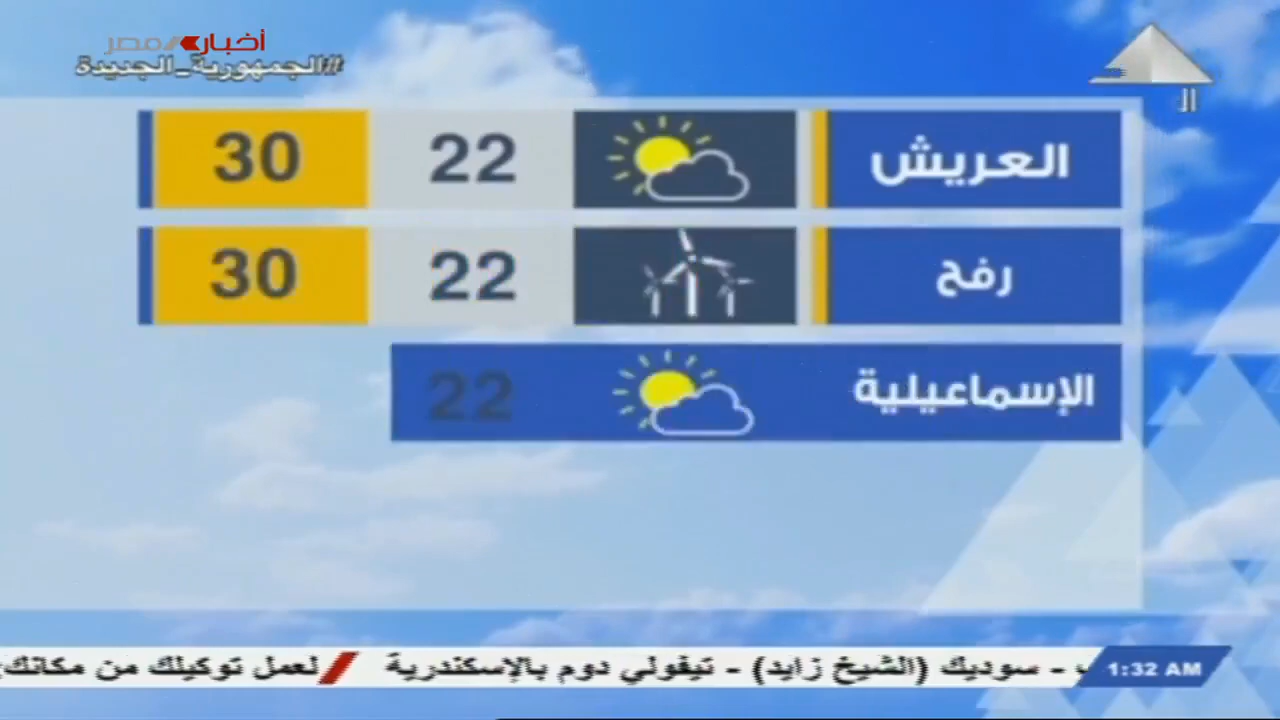 أخبار مصر
#الجمهورية_الجديدة
العريش 22 30
رفح 22 30
الإسماعيلية 22
1:32 AM
- سوديك (الشيخ زايد) - تيفولي دوم بالإسكندرية / لعمل توكيلك من مكانك